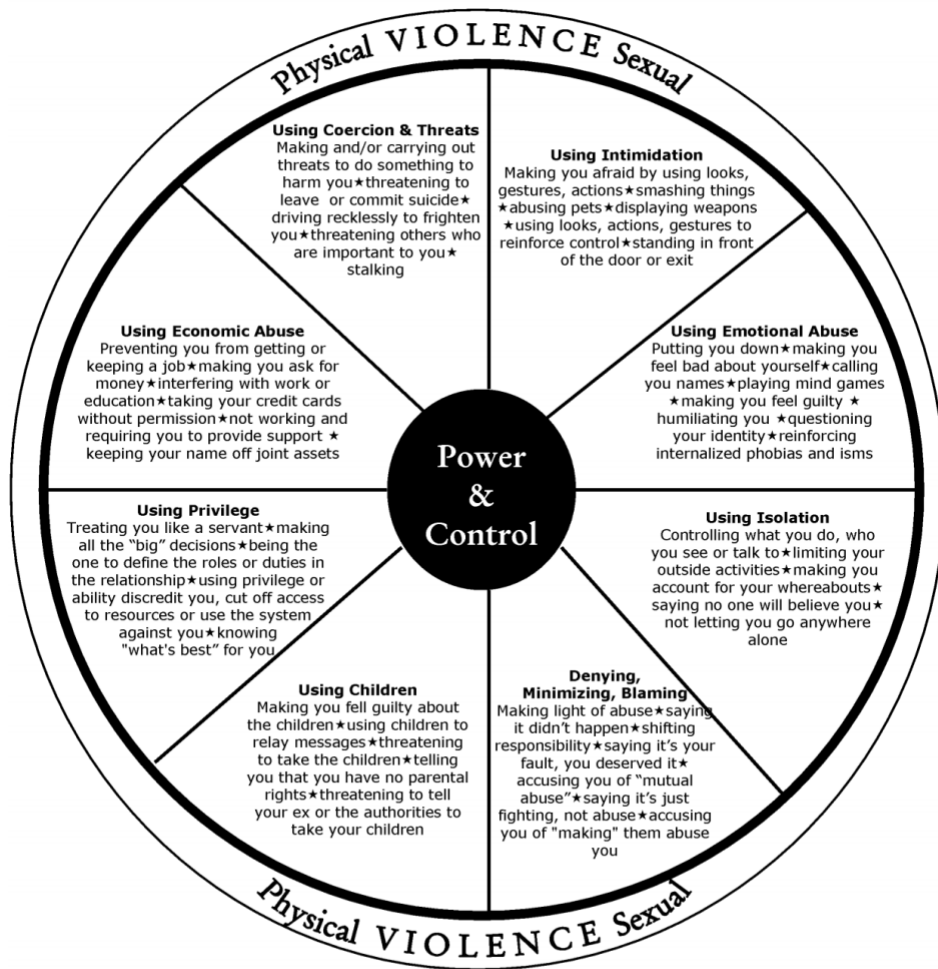 Physical VIOLENCE Sexual
Using Coercion & Threats
Making and/or carrying out
threats to do something to
harm you★threatening to
leave or commit suicide★
driving recklessly to frighten
you★threatening others who
are important to you★
stalking
Using Intimidation
Making you afraid by using looks,
gestures, actions★smashing things
★abusing pets★displaying weapons
★using looks, actions, gestures to
reinforce control★standing in front
of the door or exit
Using Economic Abuse
Preventing you from getting or
keeping a job★making you ask for
money★interfering with work or
education★taking your credit cards
without permission★not working and
requiring you to provide support ★
keeping your name off joint assets
Using Emotional Abuse
Putting you down★making you
feel bad about yourself★calling
you names★playing mind games
★making you feel guilty ★
humiliating you ★questioning
your identity★reinforcing
internalized phobias and isms
Power
&
Control
Using Privilege
Treating you like a servant★making
all the “big” decisions★being the
one to define the roles or duties in
the relationship★using privilege or
ability discredit you, cut off access
to resources or use the system
against you★knowing
"what's best” for you
Using Isolation
Controlling what you do, who
you see or talk to★limiting your
outside activities★making you
account for your whereabouts★
saying no one will believe you★
not letting you go anywhere
alone
Using Children
Making you fell guilty about
the children★using children to
relay messages★threatening
to take the children★telling
you that you have no parental
rights★threatening to tell
your ex or the authorities to
take your children
Denying,
Minimizing, Blaming
Making light of abuse★saying
it didn’t happen★shifting
responsibility★saying it’s your
fault, you deserved it★
accusing you of “mutual
abuse”★saying it’s just
fighting, not abuse★accusing
you of "making" them abuse
you
Physical VIOLENCE Sexual